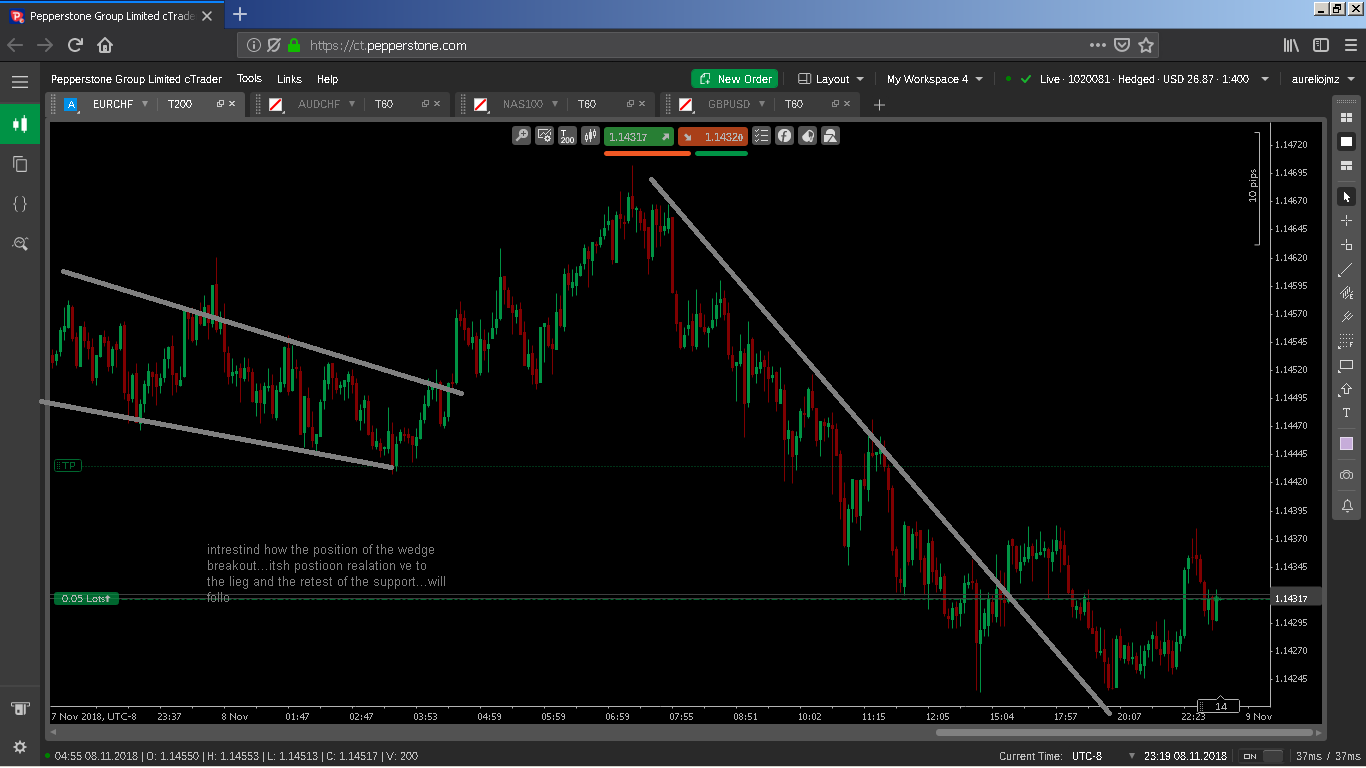 Pepperstone Group Limited cTrade
https://ct.pepperstone.com
Pepperstone Group Limited cTrader Tools Links Help New Order Layout My Workspace 4 Live · 1020081 · Hedged · USD 26.87 · 1:400 aureliojmz
A EURCHF T200 AUDCHF T60 NAS100 T60 GBPUSD T60
T 200 1.14317 1.14320
10 pips
1.14720
1.14695
1.14670
1.14645
1.14620
1.14595
1.14570
1.14545
1.14520
1.14495
1.14470
TP 1.14445
1.14420
1.14395
1.14370
1.14345
intrestind how the position of the wedge
breakout...itsh postioon realation ve to
the lieg and the retest of the support...will
follo
0.05 Lots 1.14317
1.14295
1.14270
1.14245
14
7 Nov 2018, UTC-8 23:37 8 Nov 01:47 02:47 03:53 04:59 05:59 06:59 07:55 08:51 10:02 11:15 12:05 15:04 17:57 20:07 22:23 9 Nov
04:55 08.11.2018 | O: 1.14550 | H: 1.14553 | L: 1.14513 | C: 1.14517 | V: 200 Current Time: UTC-8 23:19 08.11.2018 ON 37ms / 37ms